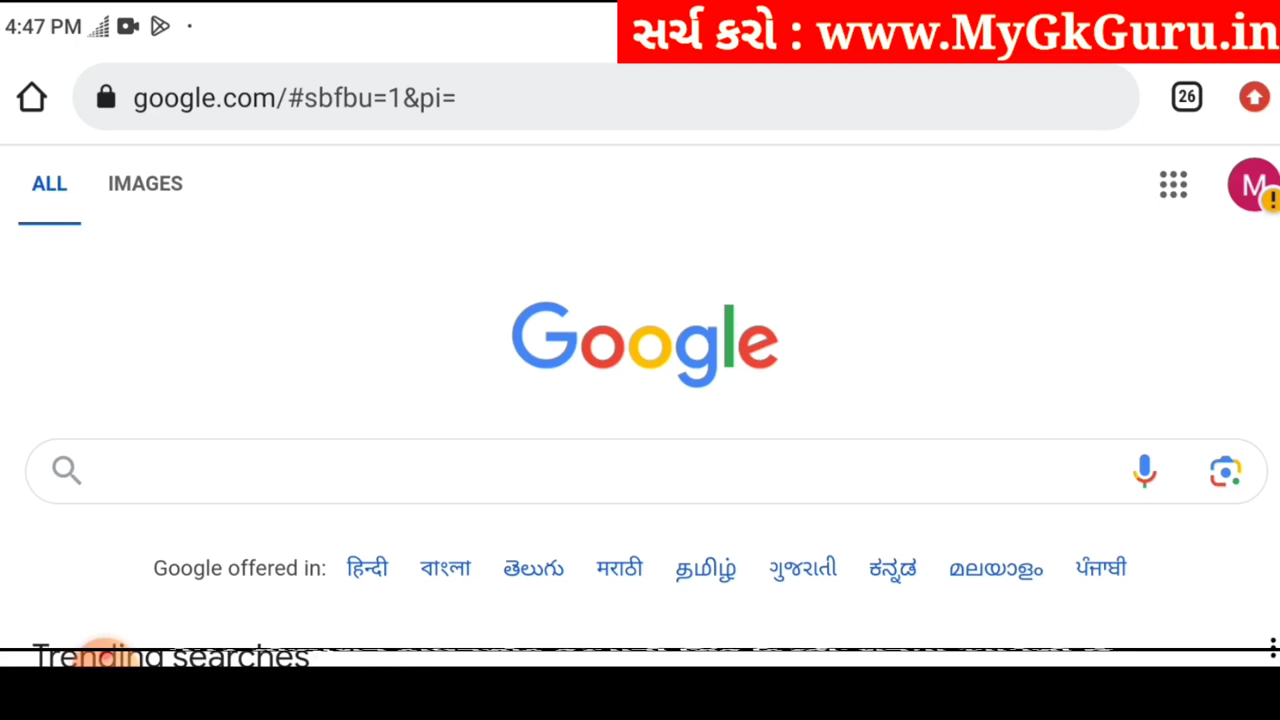 4:47 PM
સર્ચ કરો : www.MyGkGuru.in
google.com/#sbfbu=1&pi=
26
ALL IMAGES
M
!
Google
Google offered in: हिन्दी বাংলা తెలుగు मराठी தமிழ் ગુજરાતી ಕನ್ನಡ മലയാളം ਪੰਜਾਬੀ
Trending searches